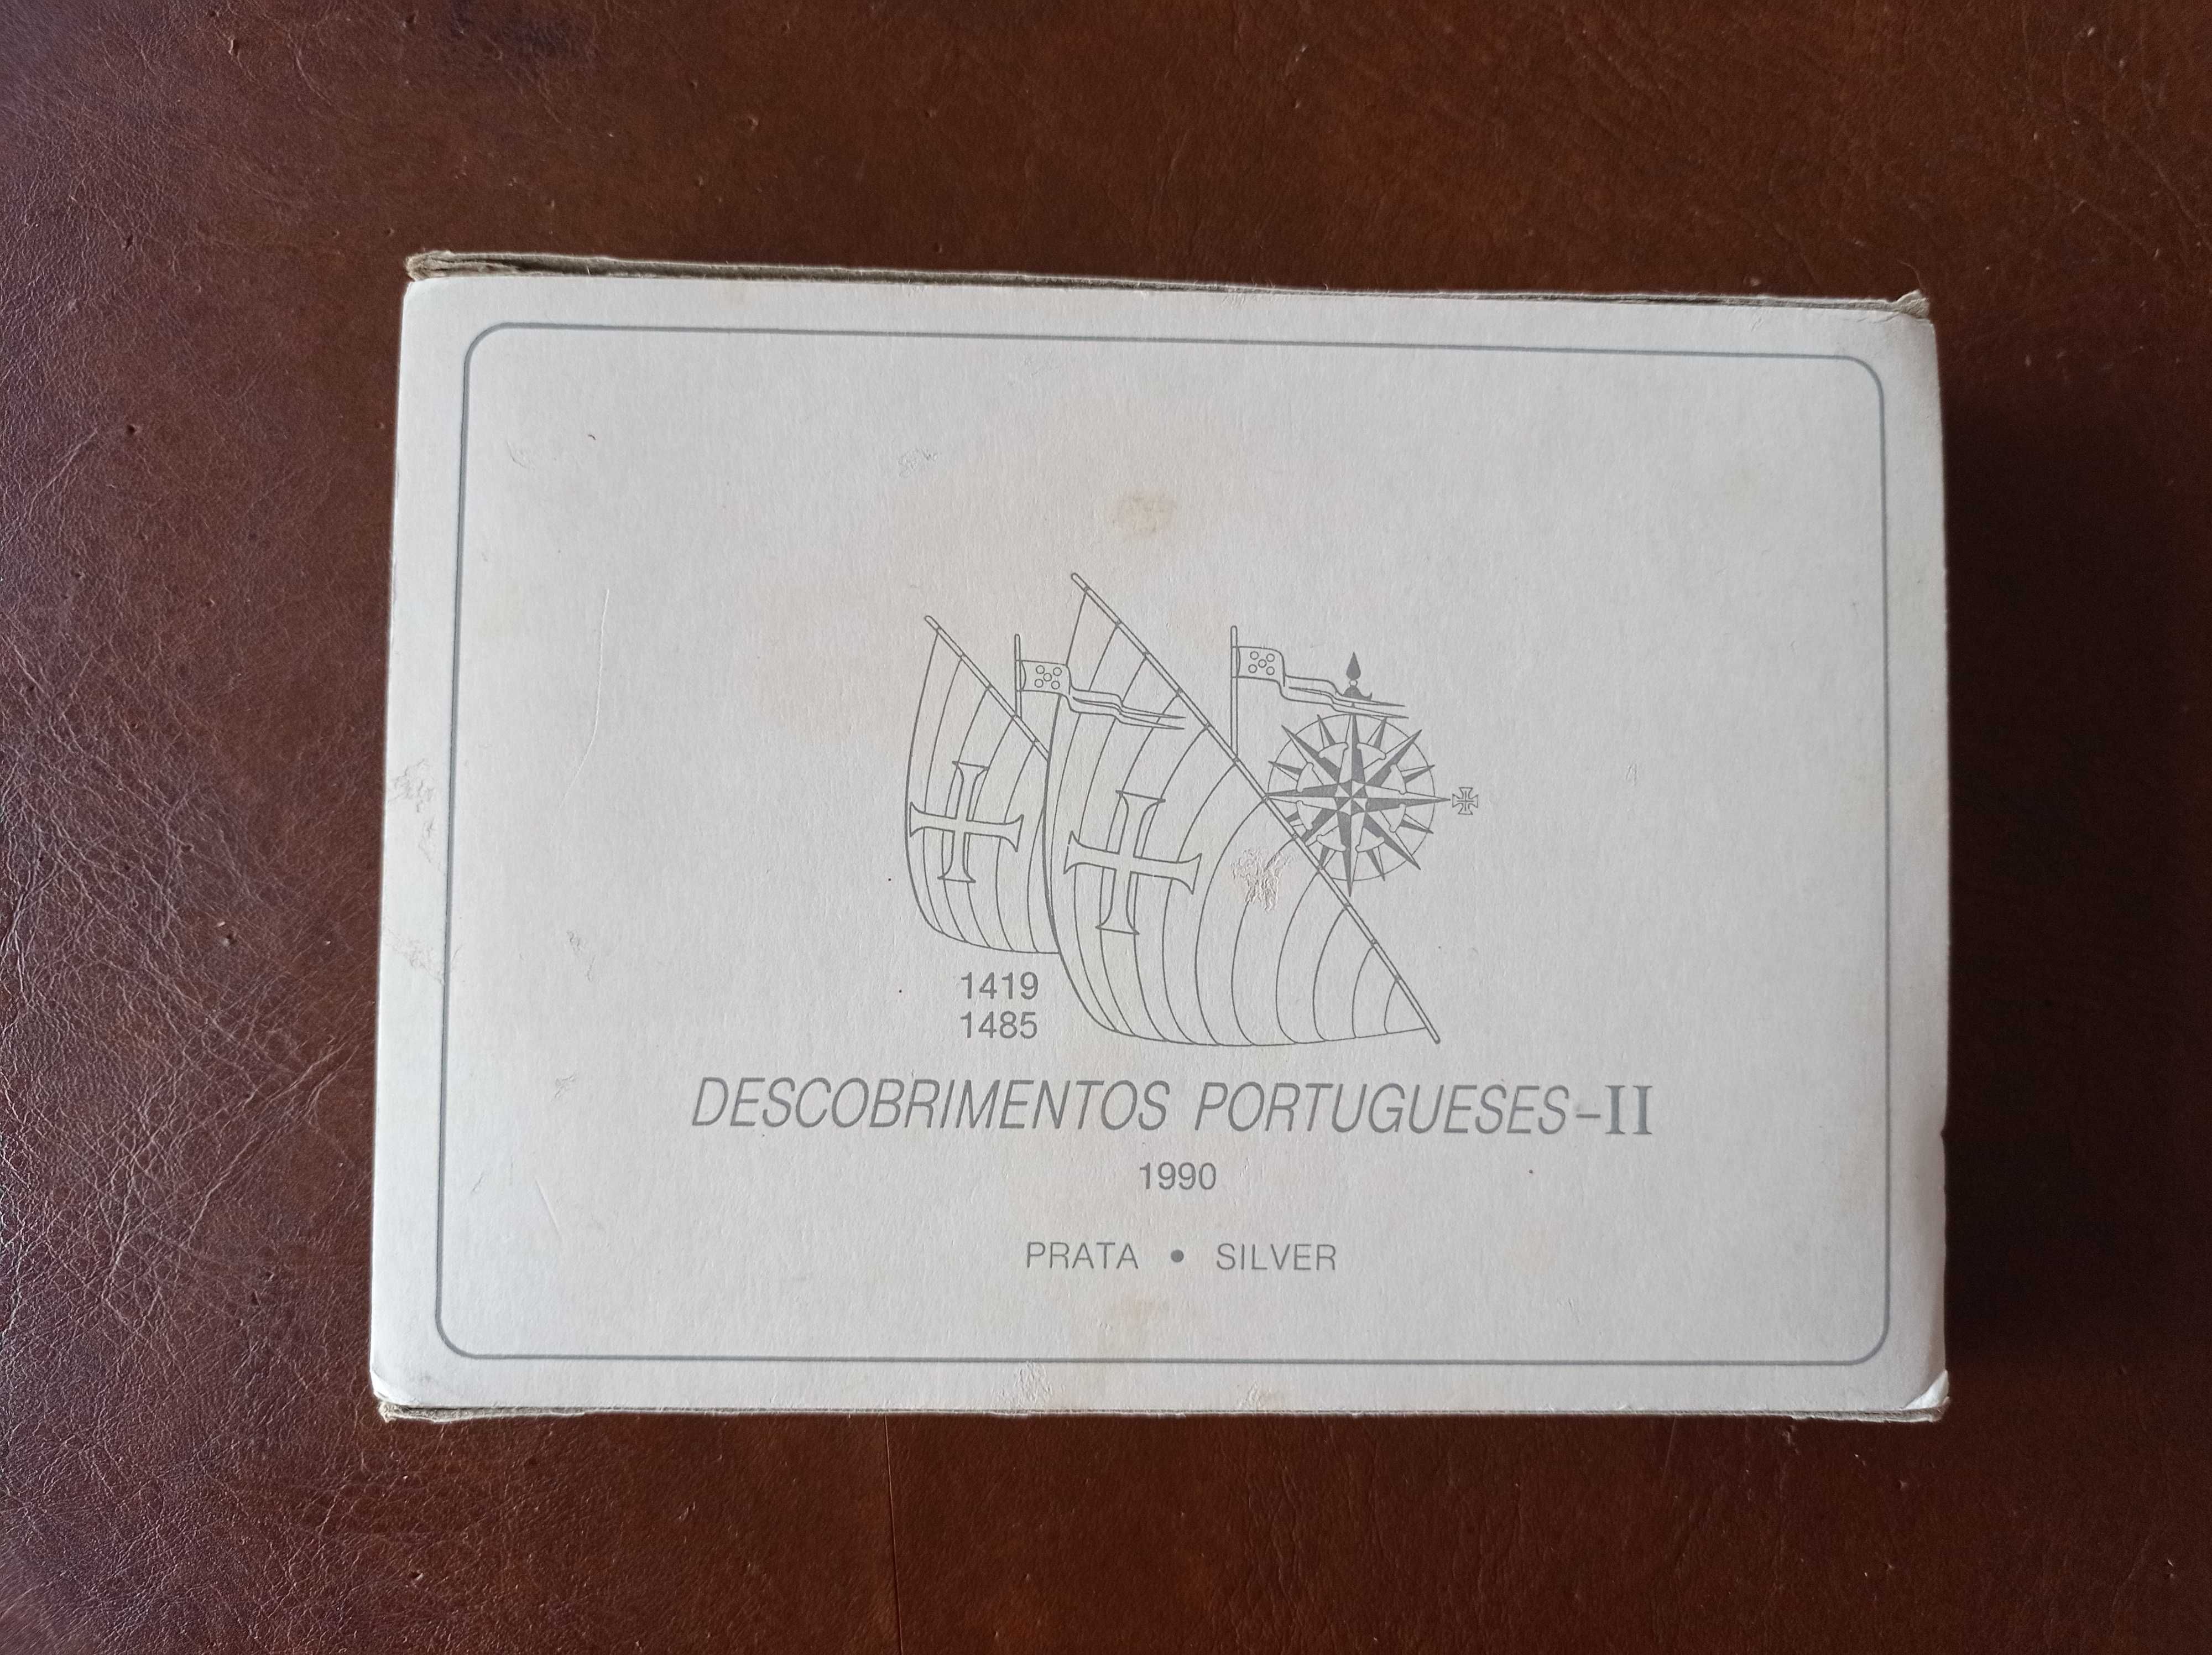 1419
1485
DESCOBRIMENTOS PORTUGUESES-II
1990
PRATA • SILVER